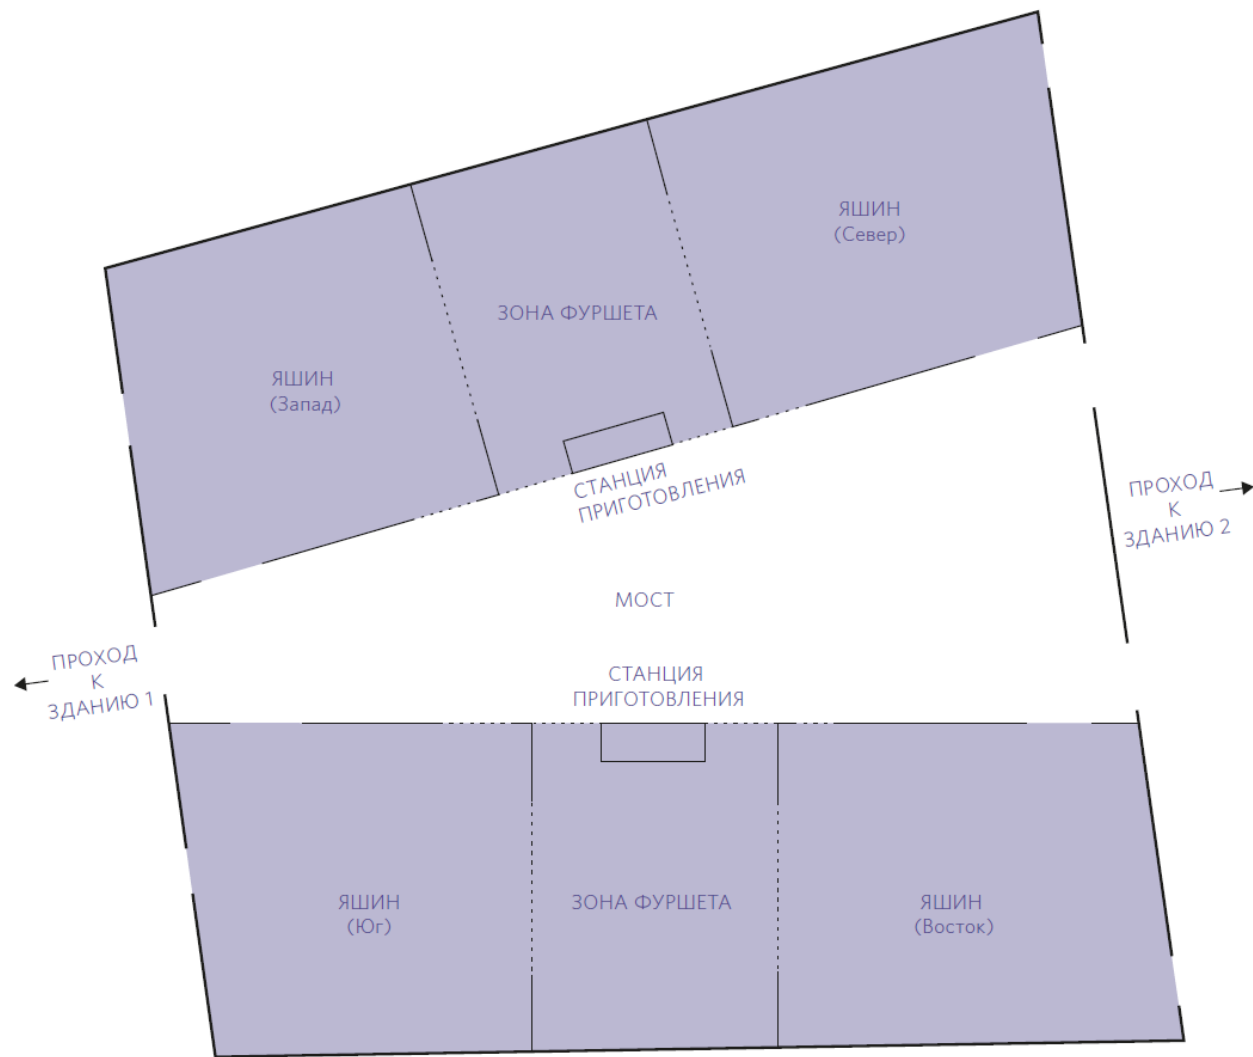 ЯШИН
(Север)
ЗОНА ФУРШЕТА
ЯШИН
(Запад)
СТАНЦИЯ
ПРИГОТОВЛЕНИЯ
ПРОХОД
К
ЗДАНИЮ 2
МОСТ
ПРОХОД
К
ЗДАНИЮ 1
СТАНЦИЯ
ПРИГОТОВЛЕНИЯ
ЯШИН
(Юг)
ЗОНА ФУРШЕТА
ЯШИН
(Восток)